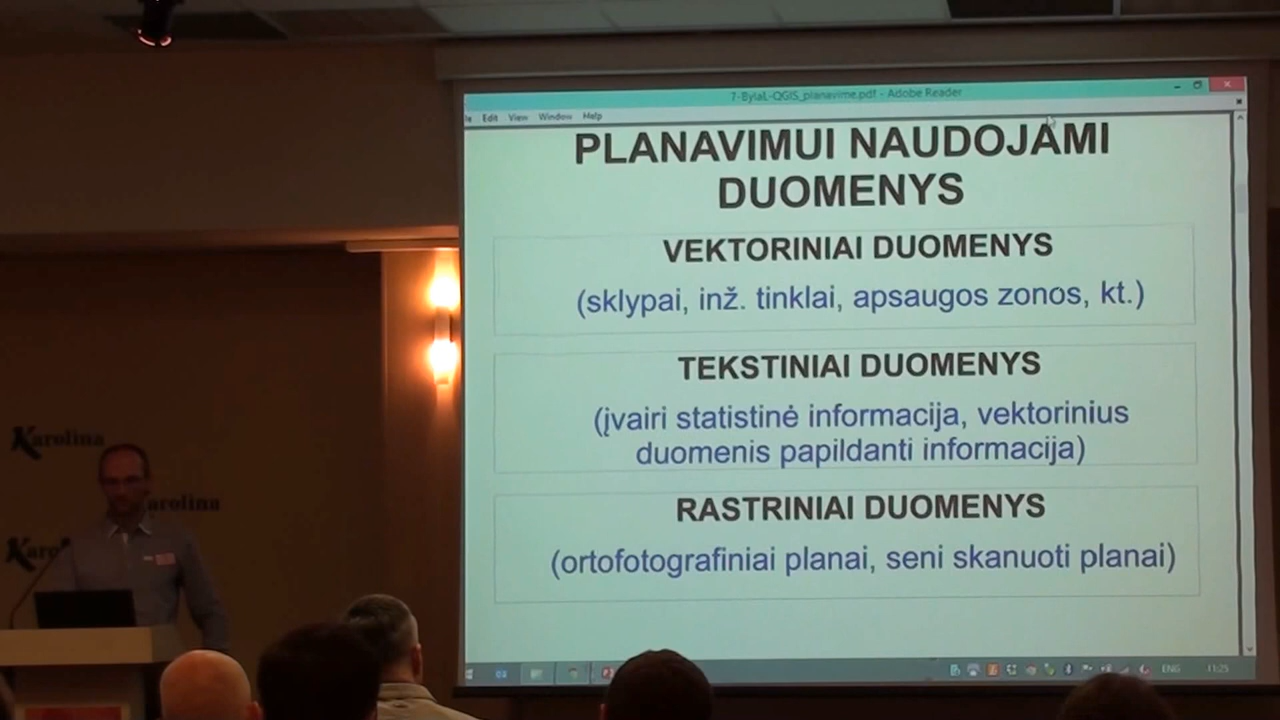 7-BylaL-QGIS_planavime.pdf - Adobe Reader
Edit View Window Help
PLANAVIMUI NAUDOJAMI
DUOMENYS
VEKTORINIAI DUOMENYS
(sklypai, inž. tinklai, apsaugos zonos, kt.)
TEKSTINIAI DUOMENYS
(įvairi statistinė informacija, vektorinius
duomenis papildanti informacija)
RASTRINIAI DUOMENYS
(ortofotografiniai planai, seni skanuoti planai)
ENG 11:25
Karolina
arolina
Karo